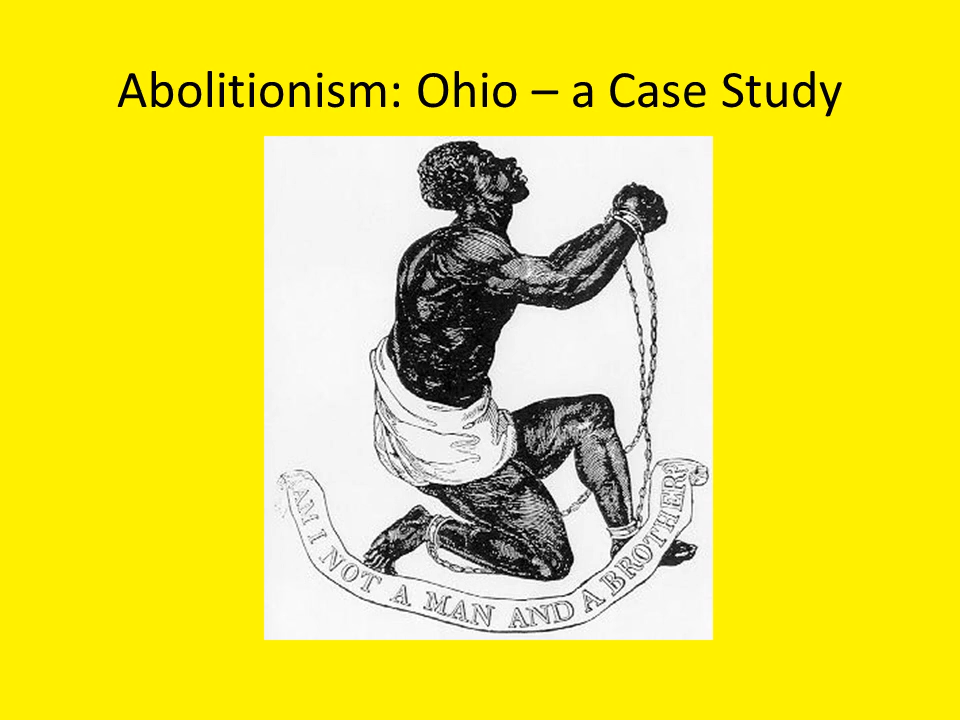 Abolitionism: Ohio – a Case Study
AM I NOT A MAN AND A BROTHER?